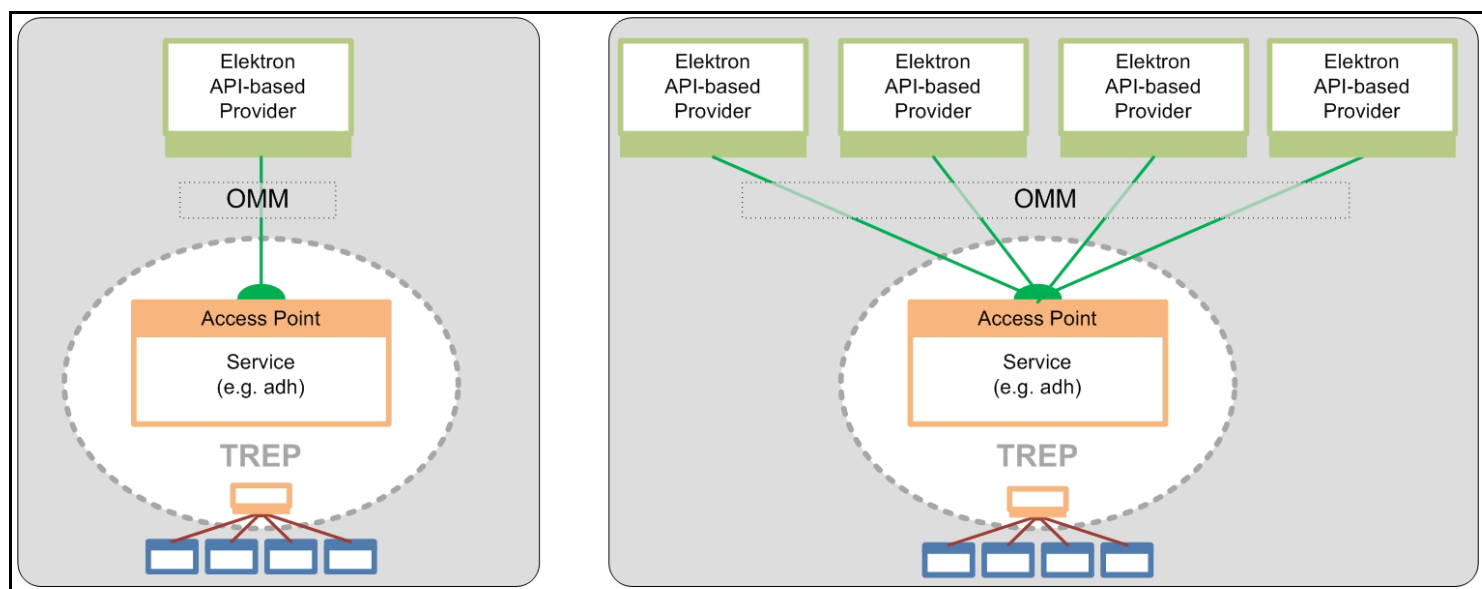 Elektron
API-based
Provider
OMM
Access Point
Service
(e.g. adh)
TREP
Elektron
API-based
Provider
Elektron
API-based
Provider
Elektron
API-based
Provider
Elektron
API-based
Provider
OMM
Access Point
Service
(e.g. adh)
TREP